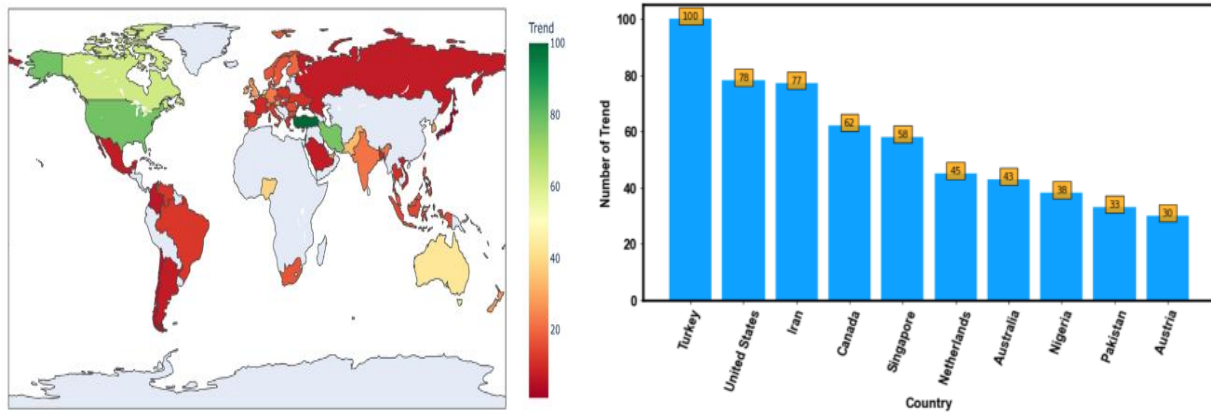 Trend
100
80
60
40
20
Number of Trend
100
80
60
40
20
0
100
78
77
62
58
45
43
38
33
30
Turkey
United States
Iran
Canada
Singapore
Netherlands
Australia
Nigeria
Pakistan
Austria
Country